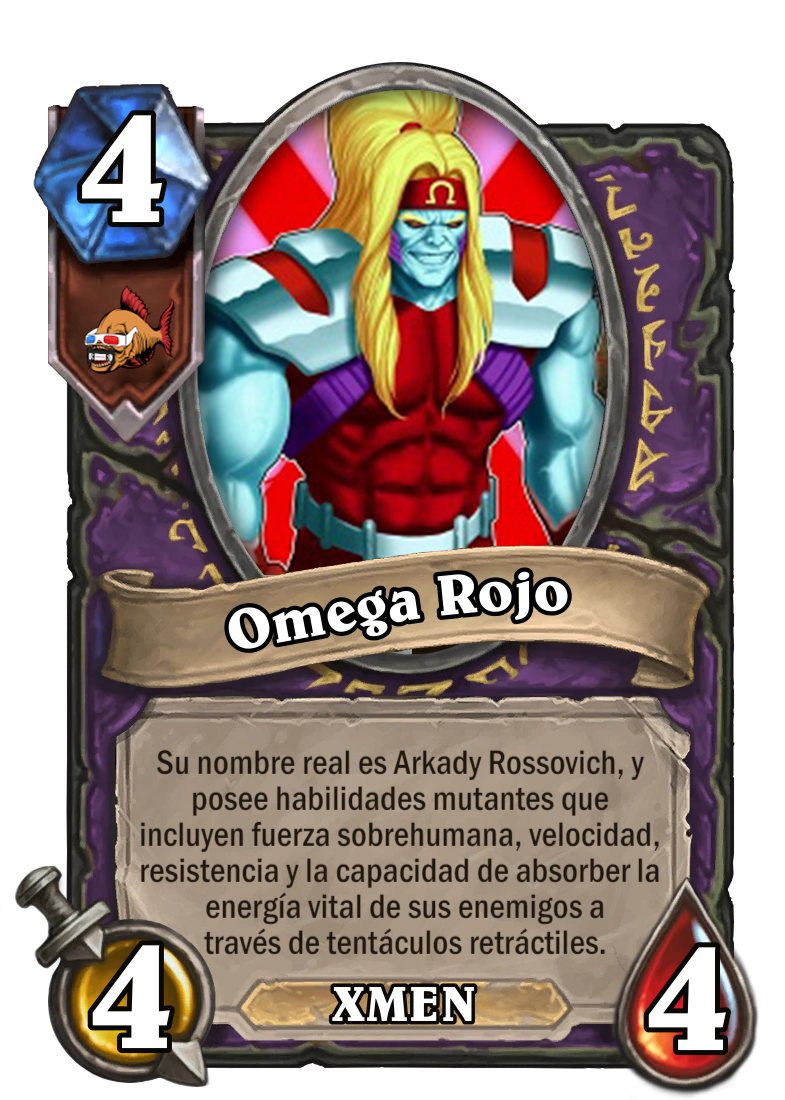 4
Ω
Omega Rojo
Su nombre real es Arkady Rossovich, y
posee habilidades mutantes que
incluyen fuerza sobrehumana, velocidad,
resistencia y la capacidad de absorber la
energía vital de sus enemigos a
través de tentáculos retráctiles.
4
XMEN
4